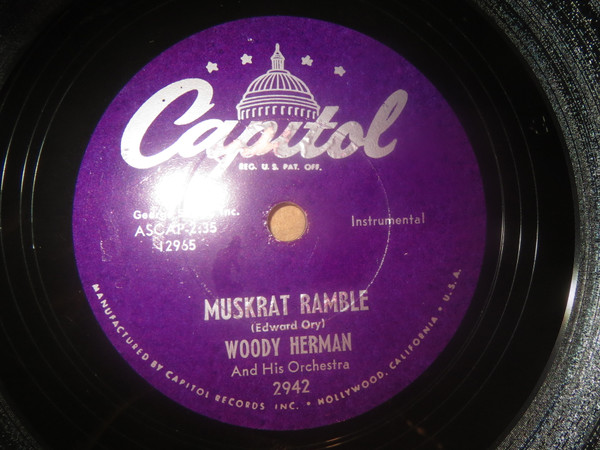 Capitol
REG. U.S. PAT. OFF.
Inc.
ASCAP-2:35
12965
Instrumental
MUSKRAT RAMBLE
(Edward Ory)
WOODY HERMAN
And His Orchestra
2942
MANUFACTURED BY CAPITOL RECORDS INC. • HOLLYWOOD, CALIFORNIA • U.S.A.